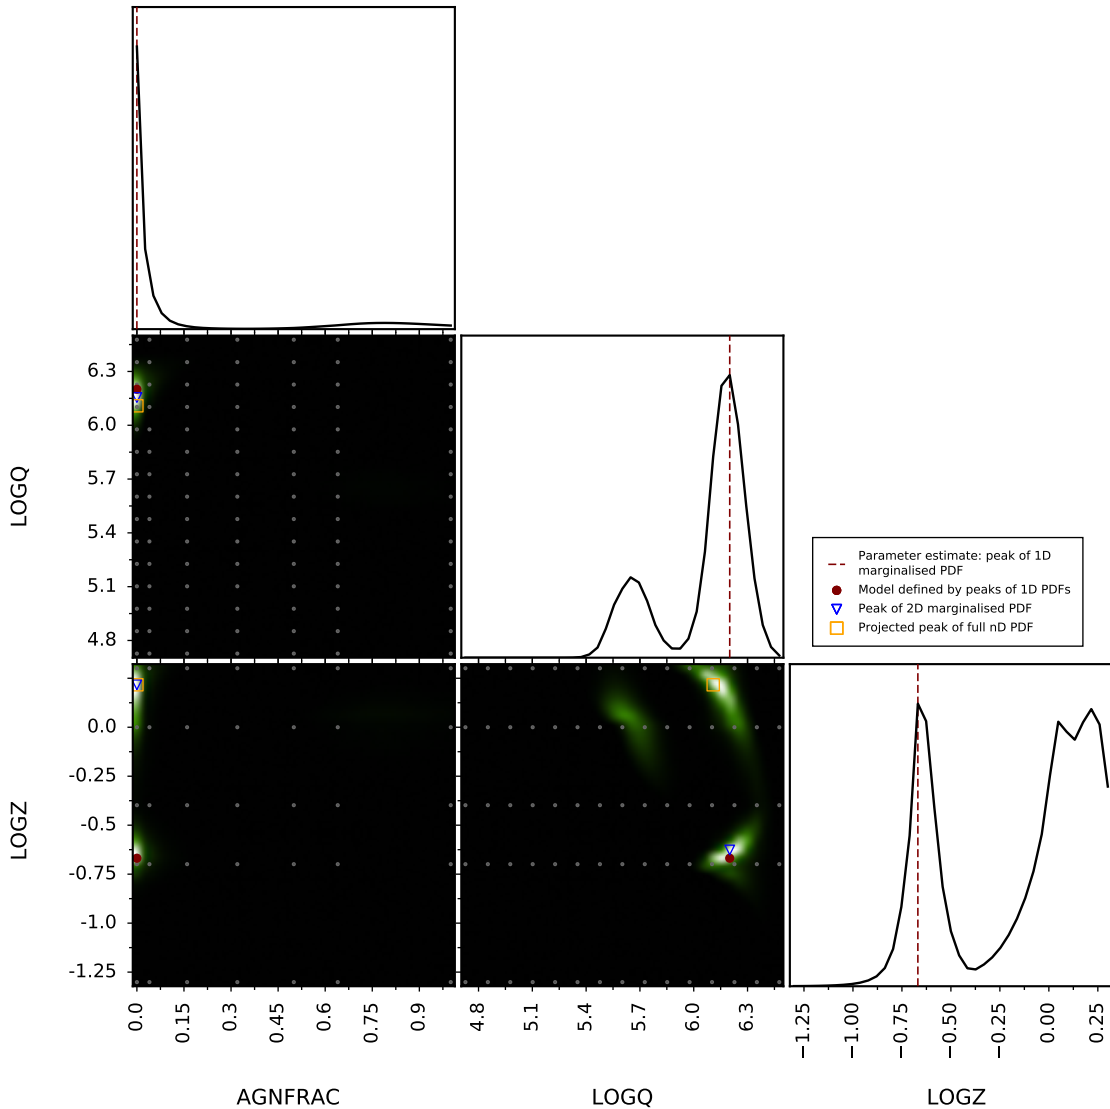 LOGQ
6.3
6.0
5.7
5.4
5.1
4.8
Parameter estimate: peak of 1D
marginalised PDF
Model defined by peaks of 1D PDFs
Peak of 2D marginalised PDF
Projected peak of full nD PDF
LOGZ
0.0
-0.25
-0.5
-0.75
-1.0
-1.25
0.0 0.15 0.3 0.45 0.6 0.75 0.9 4.8 5.1 5.4 5.7 6.0 6.3 −1.25 −1.00 −0.75 −0.50 −0.25 0.00 0.25
AGNFRAC LOGQ LOGZ